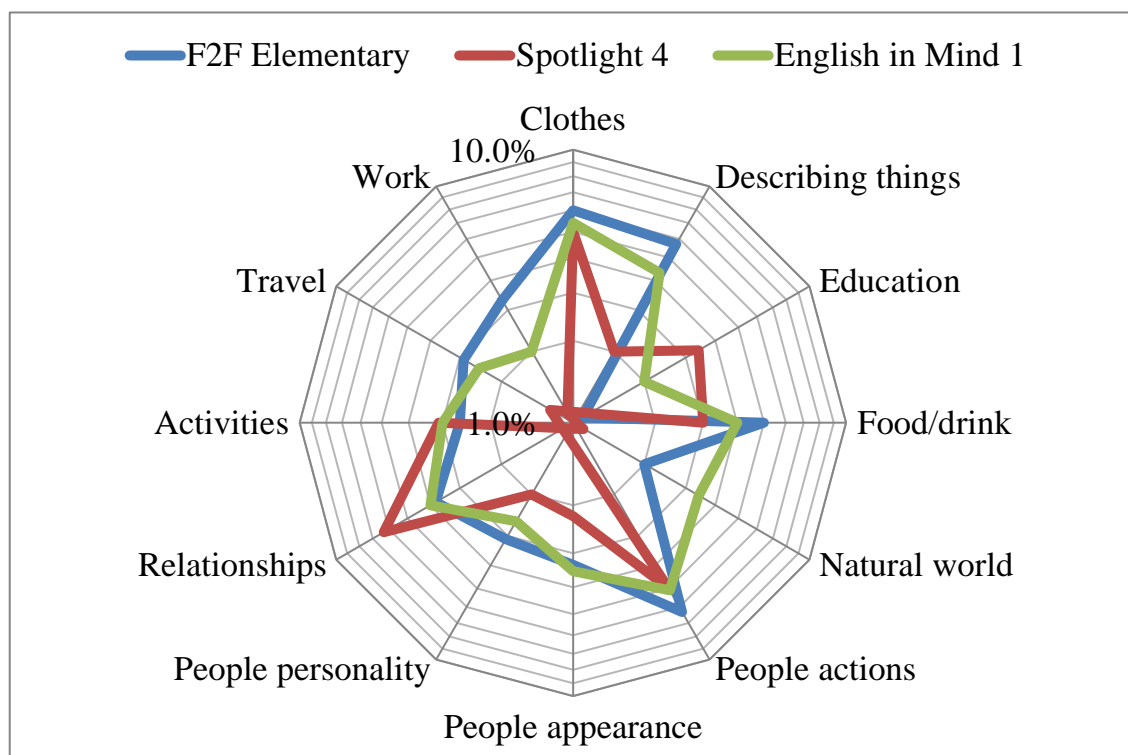 F2F Elementary Spotlight 4 English in Mind 1
Clothes
10.0%
Work
Describing things
Travel
Education
Activities
1.0%
Food/drink
Relationships
Natural world
People personality
People actions
People appearance